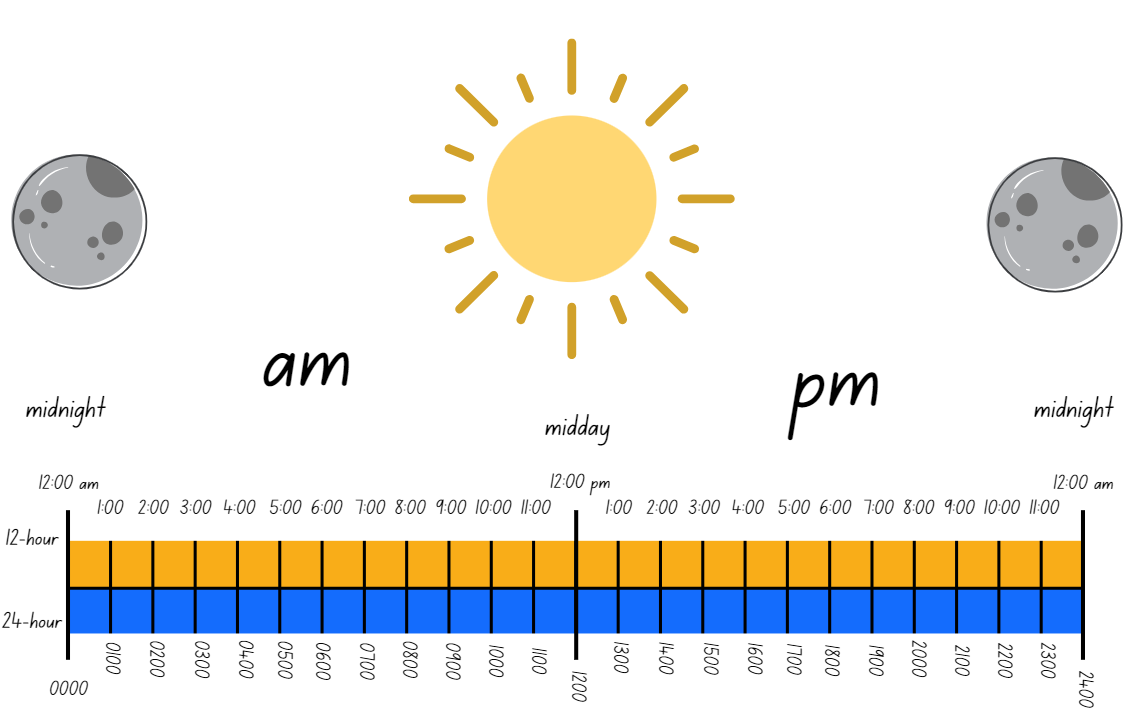 am
pm
midnight
midday
midnight
12:00 am
12:00 pm
12:00 am
1:00 2:00 3:00 4:00 5:00 6:00 7:00 8:00 9:00 10:00 11:00
1:00 2:00 3:00 4:00 5:00 6:00 7:00 8:00 9:00 10:00 11:00
12-hour
24-hour
0000
0100 0200 0300 0400 0500 0600 0700 0800 0900 1000 1100
1200
1300 1400 1500 1600 1700 1800 1900 2000 2100 2200 2300
2400